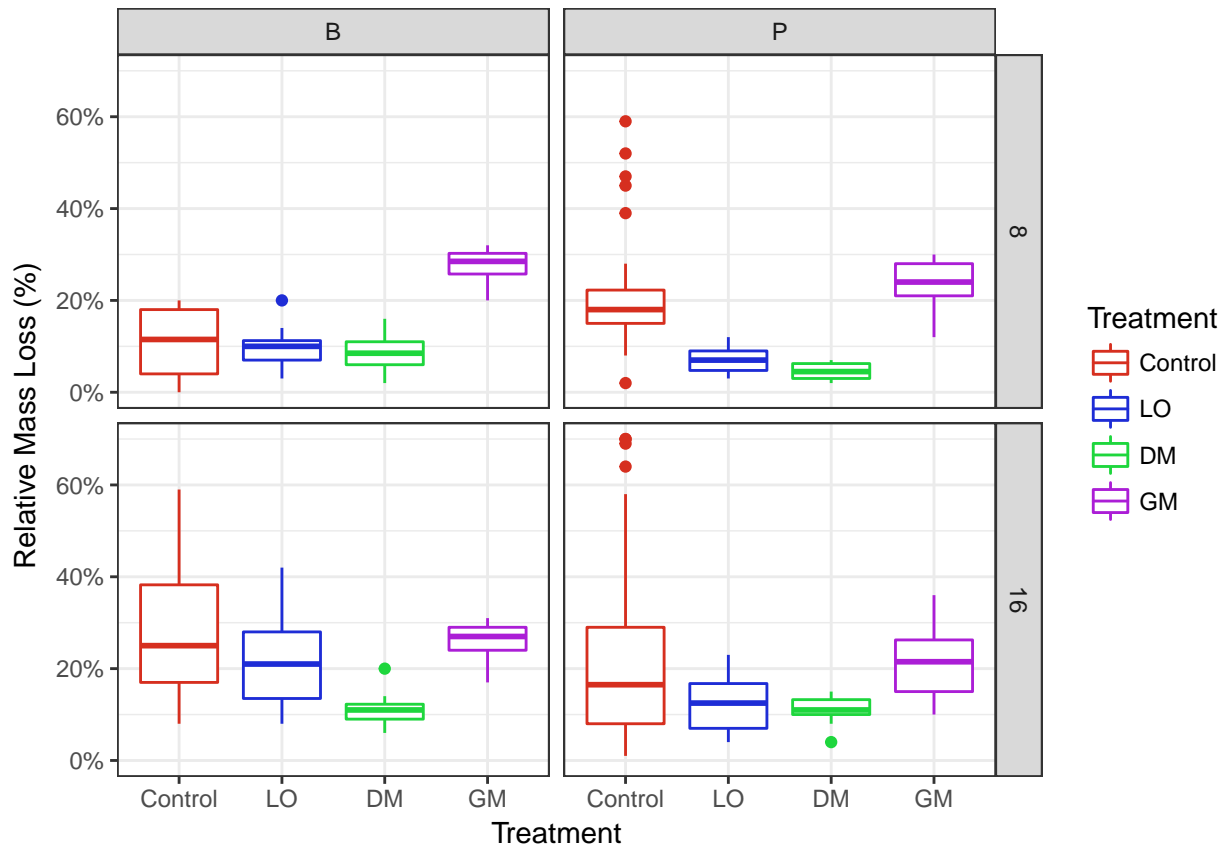 B
P
60%
40%
20%
0%
8
60%
40%
20%
0%
16
Relative Mass Loss (%)
Control LO DM GM
Control LO DM GM
Treatment
Treatment
Control
LO
DM
GM